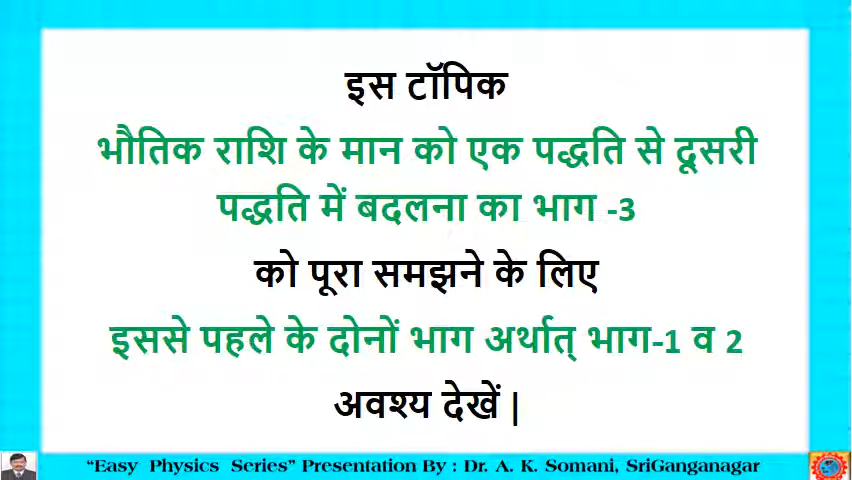 इस टॉपिक
भौतिक राशि के मान को एक पद्धति से दूसरी
पद्धति में बदलना का भाग -3
को पूरा समझने के लिए
इससे पहले के दोनों भाग अर्थात् भाग-1 व 2
अवश्य देखें |
“Easy Physics Series” Presentation By : Dr. A. K. Somani, SriGanganagar